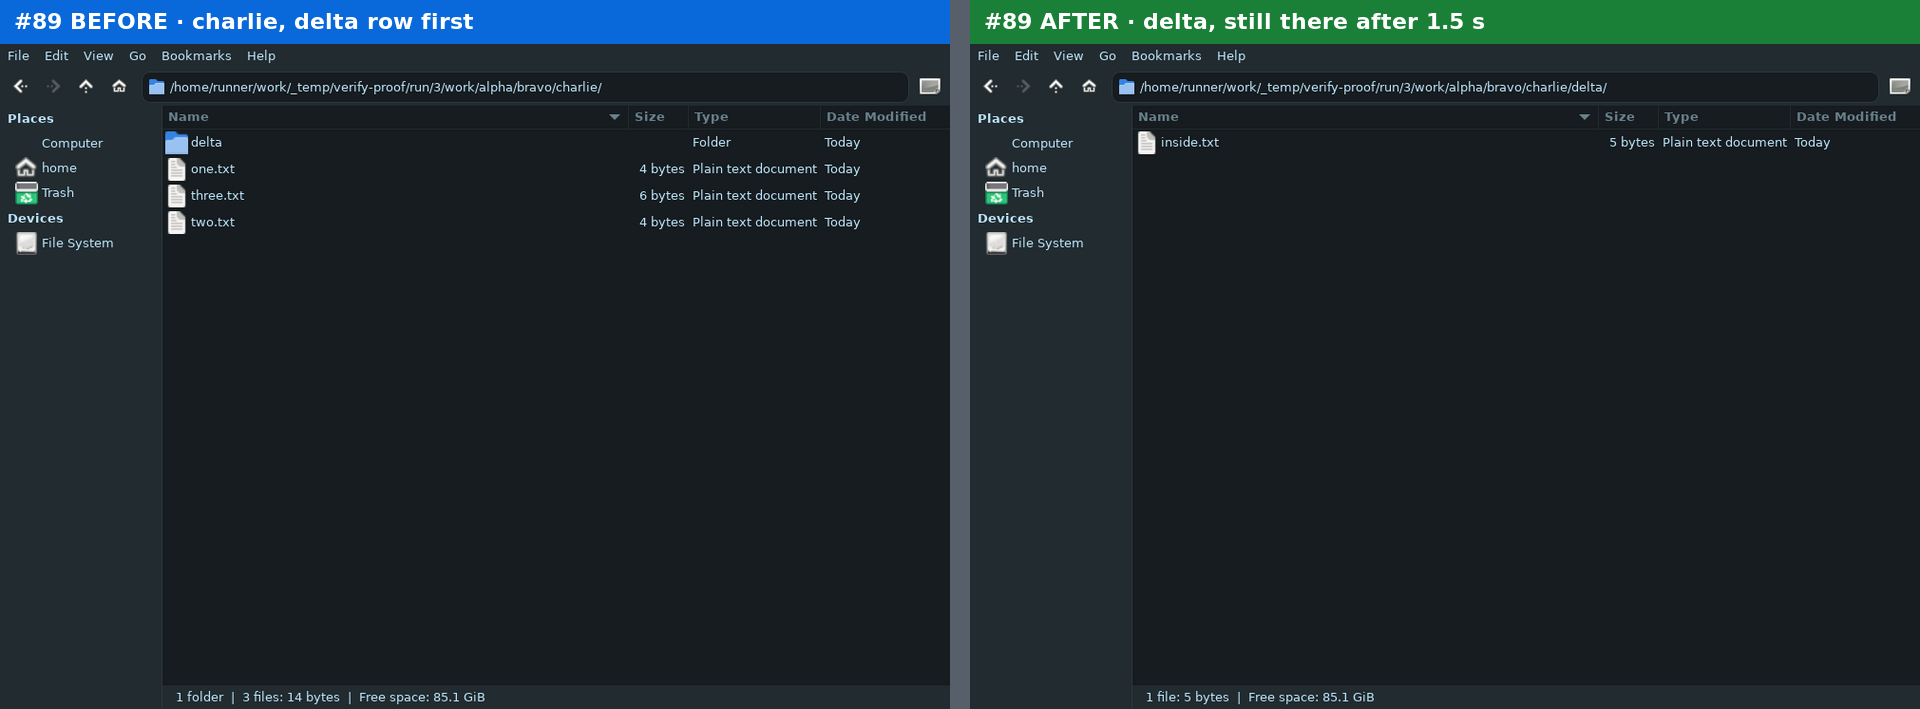 #89 BEFORE · charlie, delta row first
File Edit View Go Bookmarks Help
/home/runner/work/_temp/verify-proof/run/3/work/alpha/bravo/charlie/
Places
Computer
home
Trash
Devices
File System
Name Size Type Date Modified
delta Folder Today
one.txt 4 bytes Plain text document Today
three.txt 6 bytes Plain text document Today
two.txt 4 bytes Plain text document Today
1 folder | 3 files: 14 bytes | Free space: 85.1 GiB
#89 AFTER · delta, still there after 1.5 s
File Edit View Go Bookmarks Help
/home/runner/work/_temp/verify-proof/run/3/work/alpha/bravo/charlie/delta/
Places
Computer
home
Trash
Devices
File System
Name Size Type Date Modified
inside.txt 5 bytes Plain text document Today
1 file: 5 bytes | Free space: 85.1 GiB